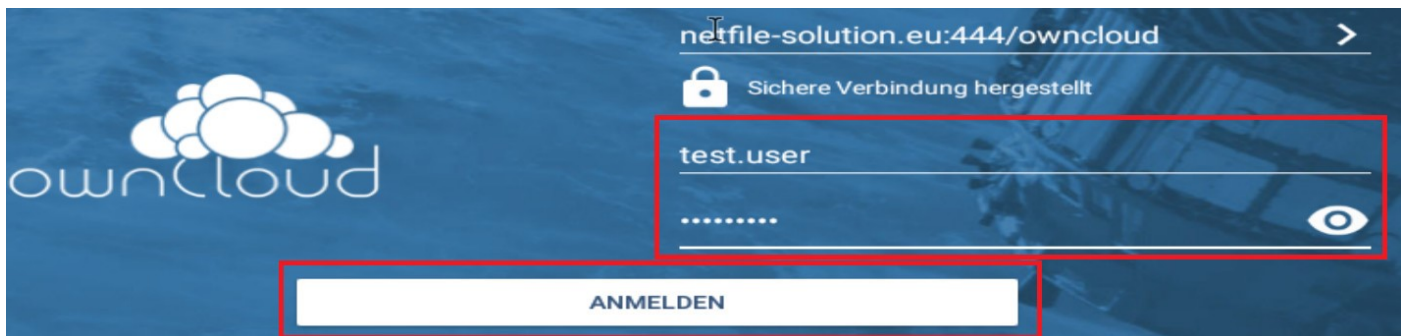 netfile-solution.eu:444/owncloud
Sichere Verbindung hergestellt
ownCloud
test.user
•••••••••
ANMELDEN